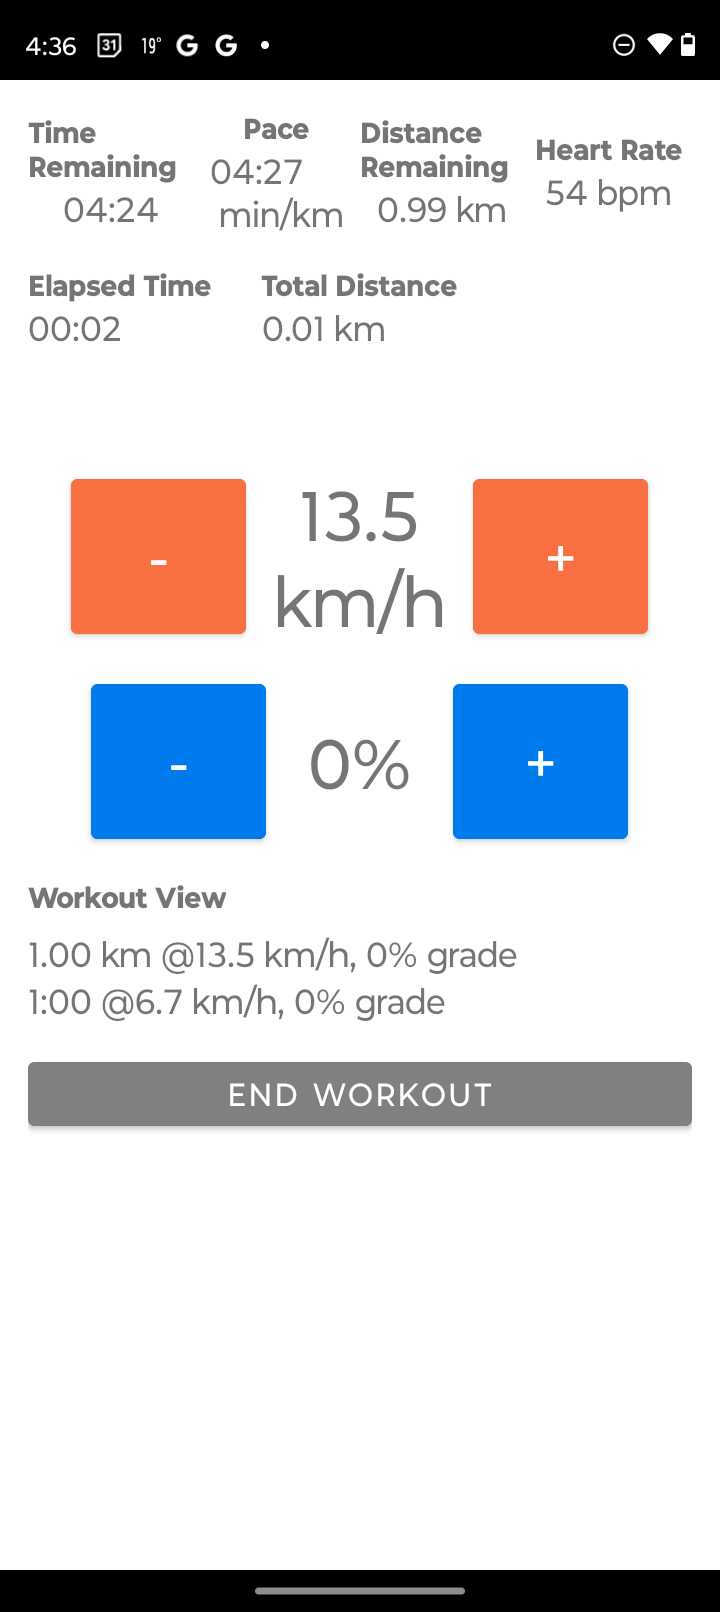 4:36 31 19° G G
Time
Remaining
04:24
Pace
04:27
min/km
Distance
Remaining
0.99 km
Heart Rate
54 bpm
Elapsed Time
00:02
Total Distance
0.01 km
-
13.5
km/h
+
-
0%
+
Workout View
1.00 km @13.5 km/h, 0% grade
1:00 @6.7 km/h, 0% grade
END WORKOUT